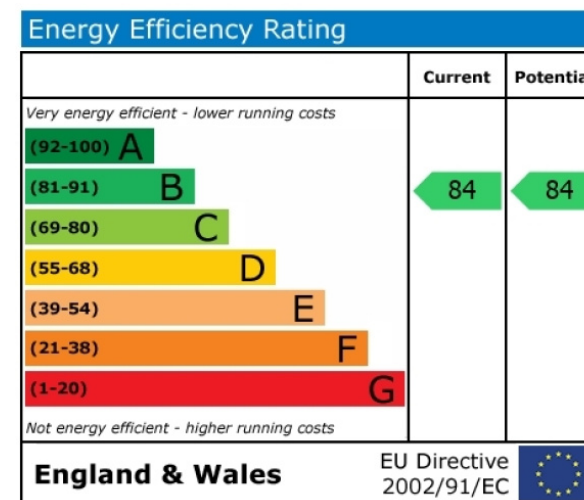 Energy Efficiency Rating
Current Potentia
Very energy efficient - lower running costs
(92-100) A
(81-91) B 84 84
(69-80) C
(55-68) D
(39-54) E
(21-38) F
(1-20) G
Not energy efficient - higher running costs
England & Wales
EU Directive
2002/91/EC